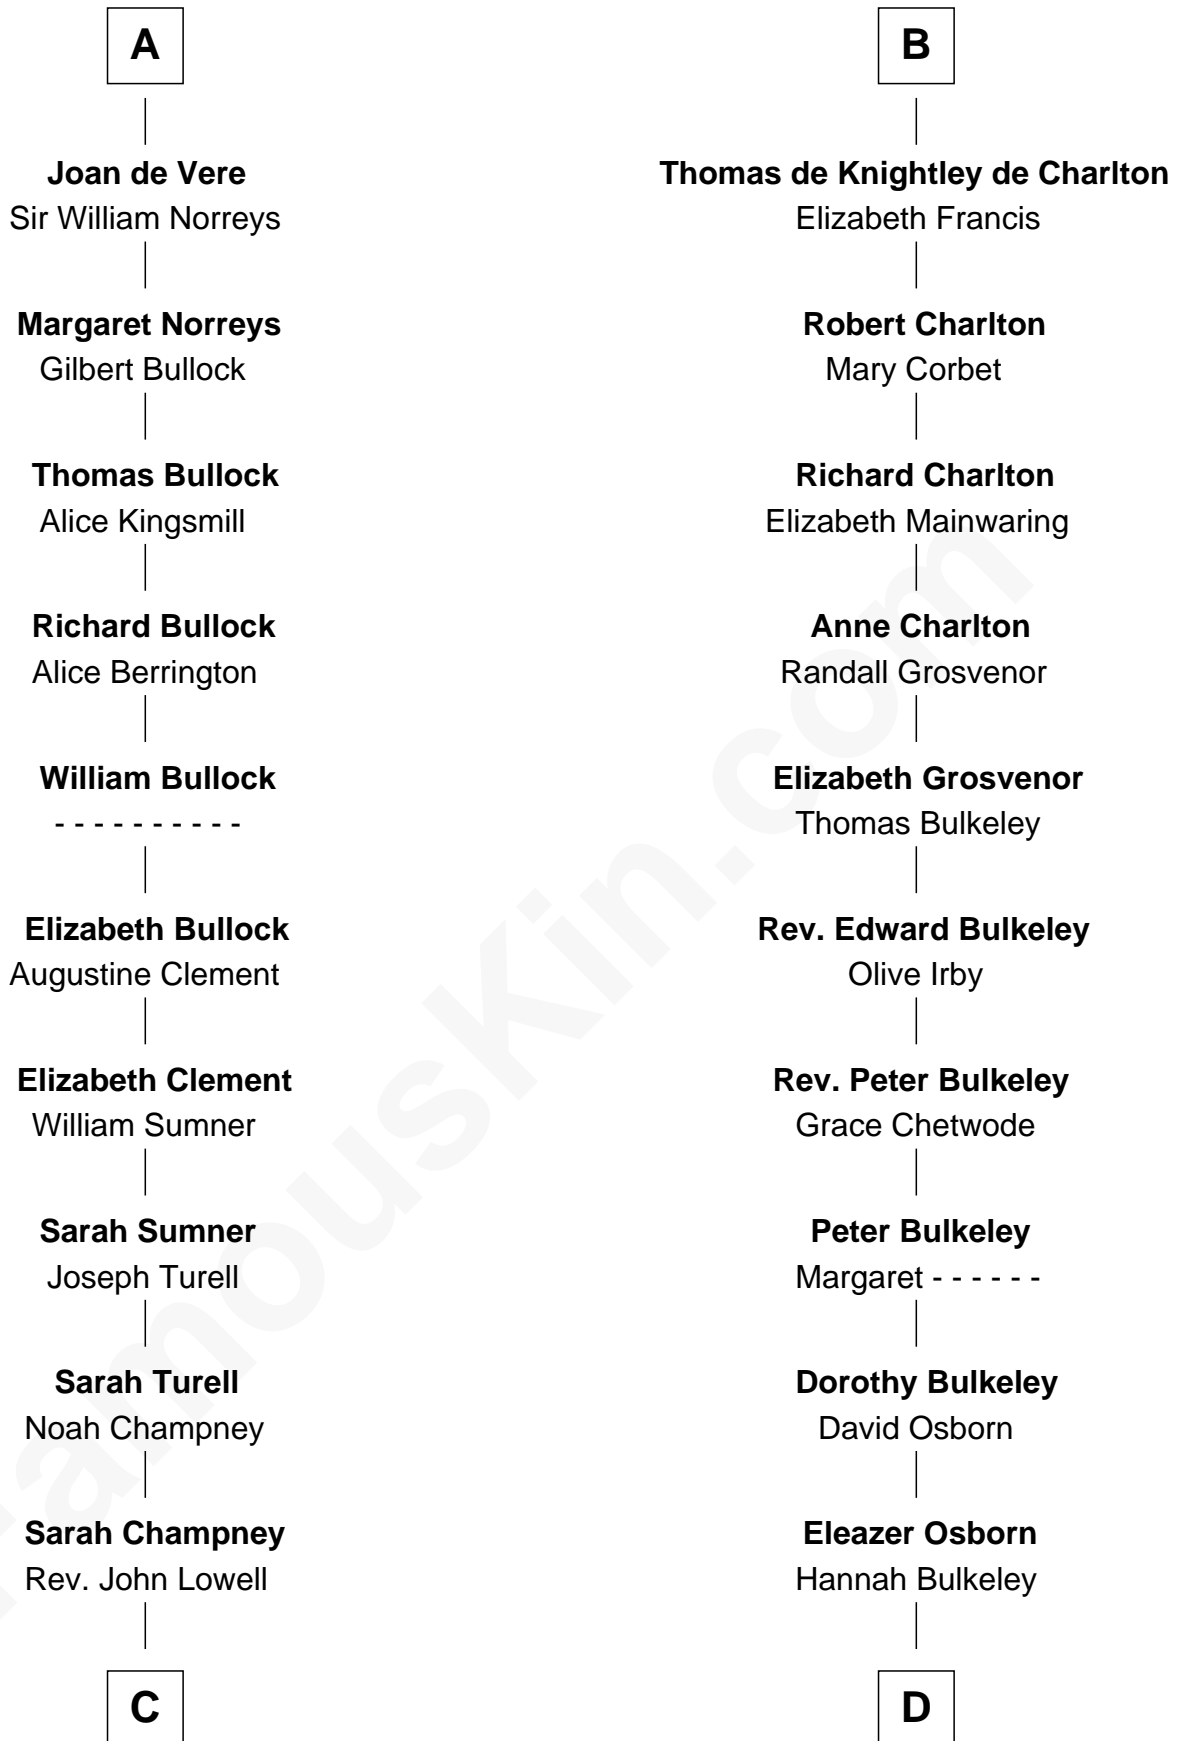 A
Joan de Vere
Sir William Norreys
Margaret Norreys
Gilbert Bullock
Thomas Bullock
Alice Kingsmill
Richard Bullock
Alice Berrington
William Bullock
- - - - - - - - - -
Elizabeth Bullock
Augustine Clement
Elizabeth Clement
William Sumner
Sarah Sumner
Joseph Turell
Sarah Turell
Noah Champney
Sarah Champney
Rev. John Lowell
C
B
Thomas de Knightley de Charlton
Elizabeth Francis
Robert Charlton
Mary Corbet
Richard Charlton
Elizabeth Mainwaring
Anne Charlton
Randall Grosvenor
Elizabeth Grosvenor
Thomas Bulkeley
Rev. Edward Bulkeley
Olive Irby
Rev. Peter Bulkeley
Grace Chetwode
Peter Bulkeley
Margaret - - - - - -
Dorothy Bulkeley
David Osborn
Eleazer Osborn
Hannah Bulkeley
D
FamousKin.com